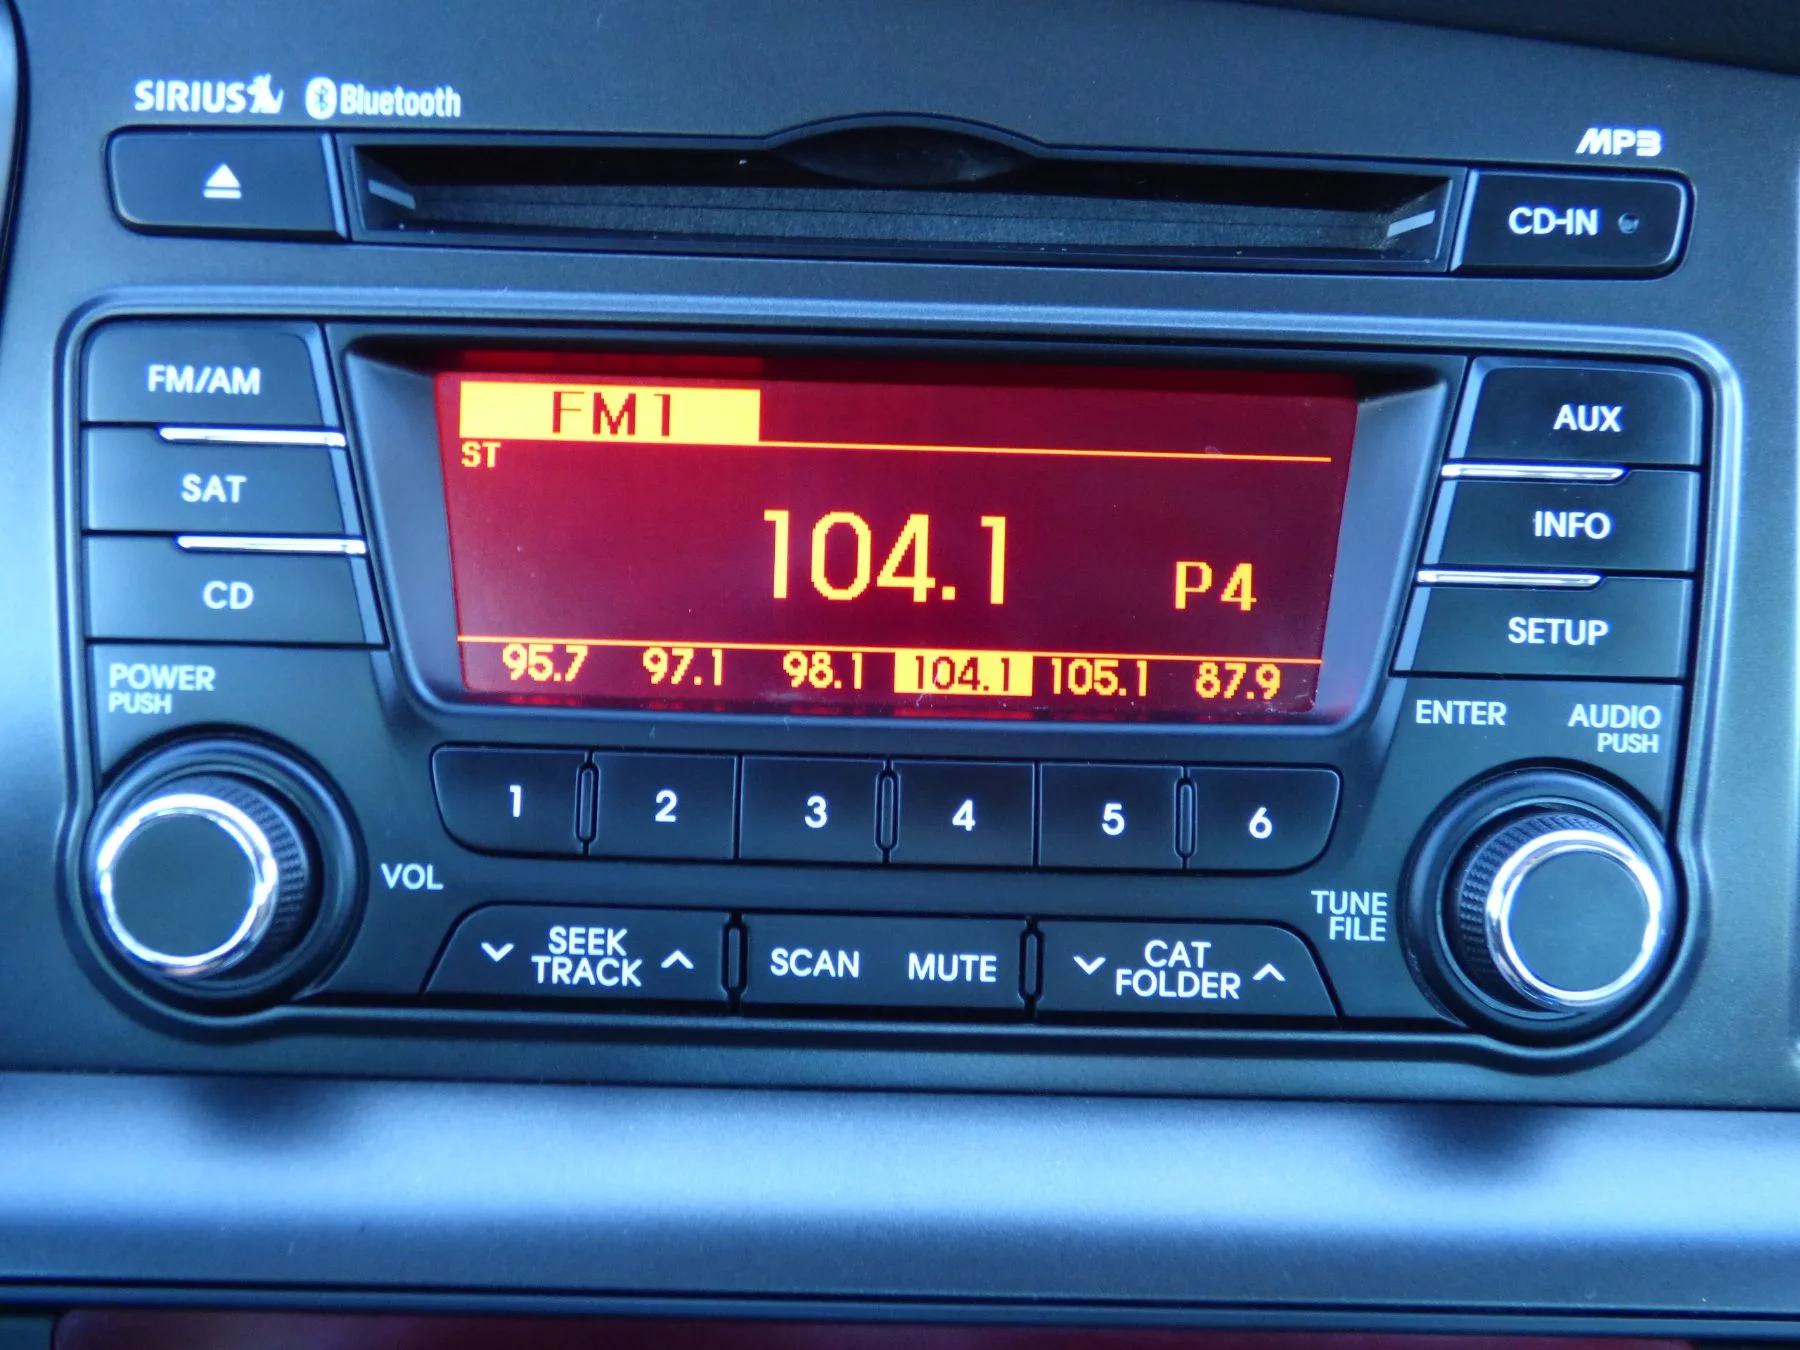 SIRIUS Bluetooth
MP3
CD-IN
FM/AM
SAT
CD
FM1
ST
104.1
P4
95.7 97.1 98.1 104.1 105.1 87.9
AUX
INFO
SETUP
POWER
PUSH
VOL
ENTER
AUDIO
PUSH
TUNE
FILE
1 2 3 4 5 6
SEEK
TRACK
SCAN MUTE
CAT
FOLDER